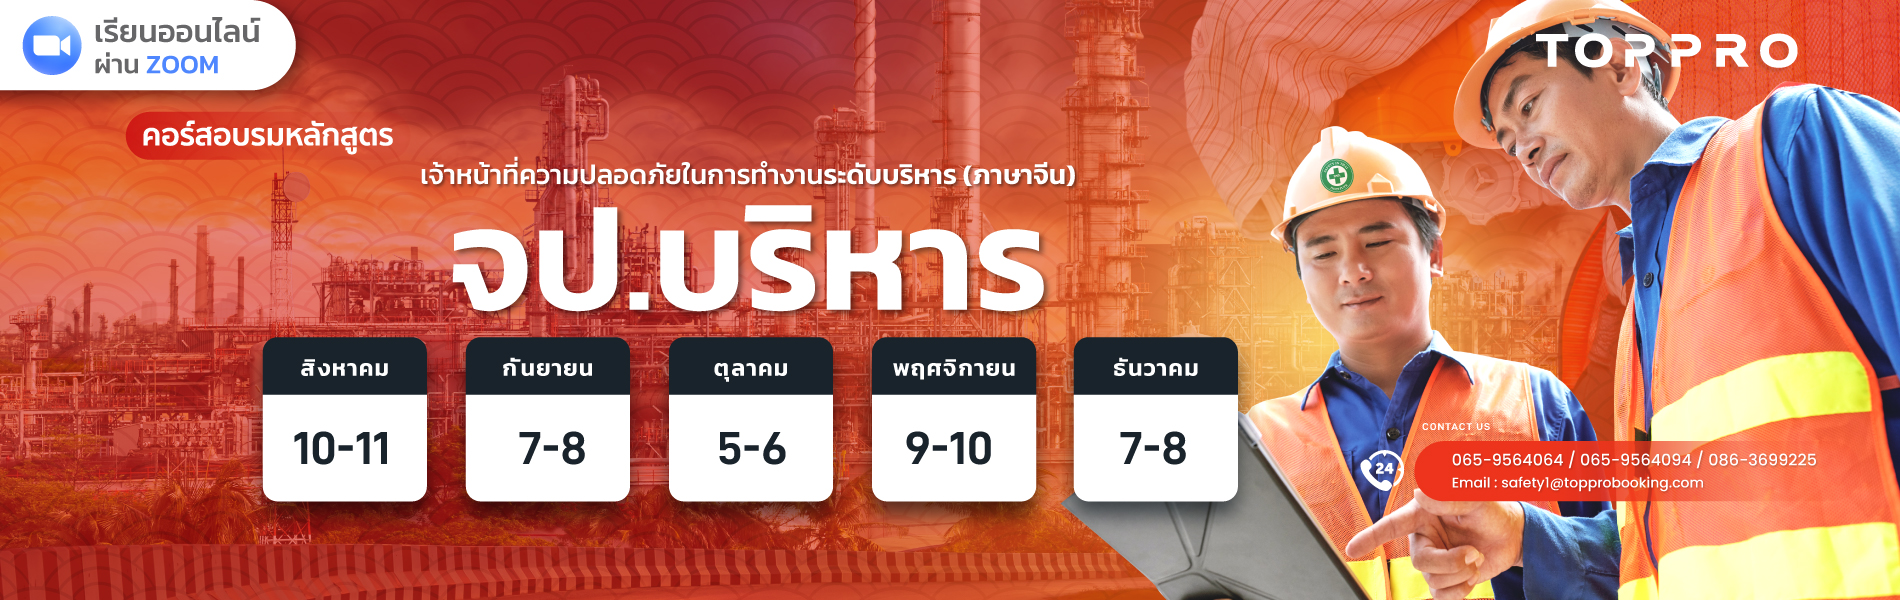 เรียนออนไลน์
ผ่าน ZOOM
TOPPRO
คอร์สอบรมหลักสูตร
เจ้าหน้าที่ความปลอดภัยในการทำงานระดับบริหาร (ภาษาจีน)
จป.บริหาร
สิงหาคม
10-11
กันยายน
7-8
ตุลาคม
5-6
พฤศจิกายน
9-10
ธันวาคม
7-8
CONTACT US
24
065-9564064 / 065-9564094 / 086-3699225
Email : safety1@topprobooking.com